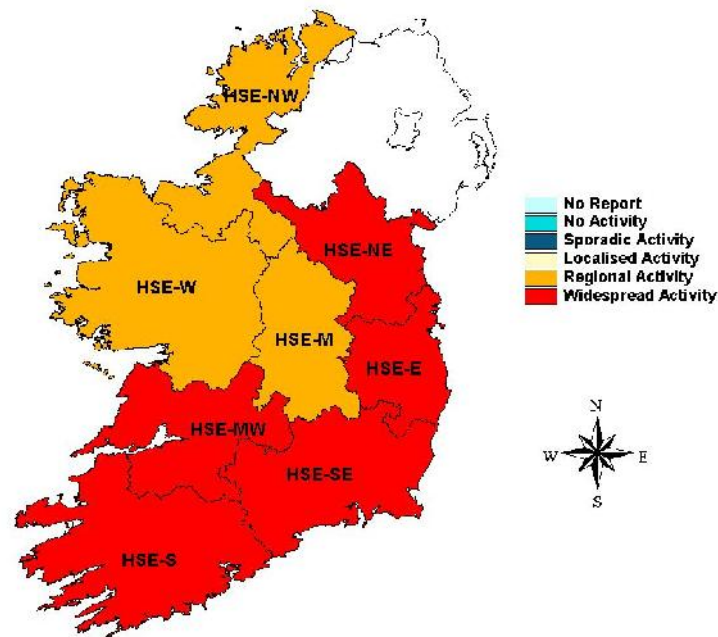 HSE-NW
HSE-NE
HSE-W
HSE-M
HSE-E
HSE-MW
HSE-SE
HSE-S
No Report
No Activity
Sporadic Activity
Localised Activity
Regional Activity
Widespread Activity
N
W E
S